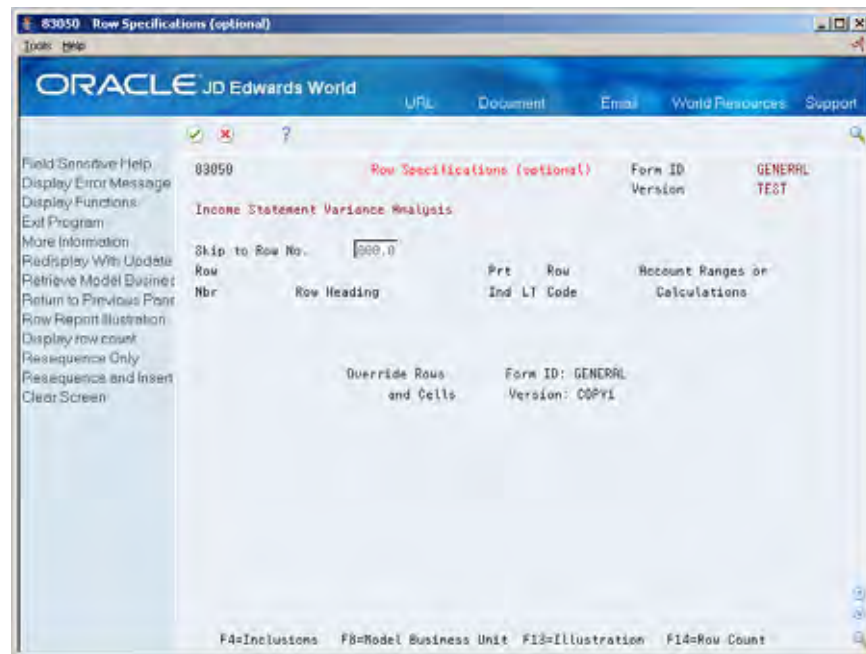 83050 Row Specifications (optional)
Tools Help
ORACLE JD Edwards World
URL Document Email World Resources Support
?
Field Sensitive Help
Display Error Message
Display Functions
Exit Program
More Information
Redisplay With Update
Retrieve Model Busines
Return to Previous Pane
Row Report Illustration
Display row count
Resequence Only
Resequence and Insert
Clear Screen
83050 Row Specifications (optional) Form ID GENERAL
Version TEST
Income Statement Variance Analysis
Skip to Row No. 000.0
Row Prt Row Account Ranges or
Nbr Row Heading Ind LT Code Calculations
Override Rows Form ID: GENERAL
and Cells Version: COPY1
F4=Inclusions F8=Model Business Unit F13=Illustration F14=Row Count